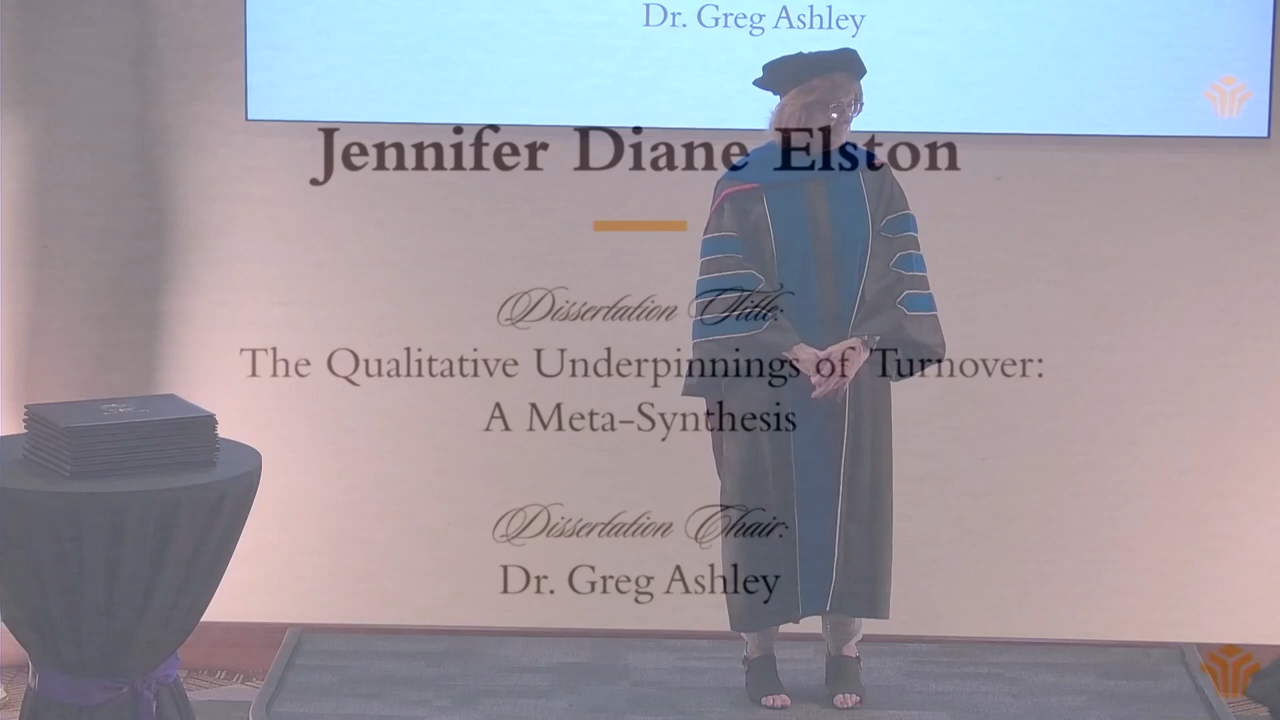 Dr. Greg Ashley
Jennifer Diane Elston
Dissertation Title:
The Qualitative Underpinnings of Turnover:
A Meta-Synthesis
Dissertation Chair:
Dr. Greg Ashley